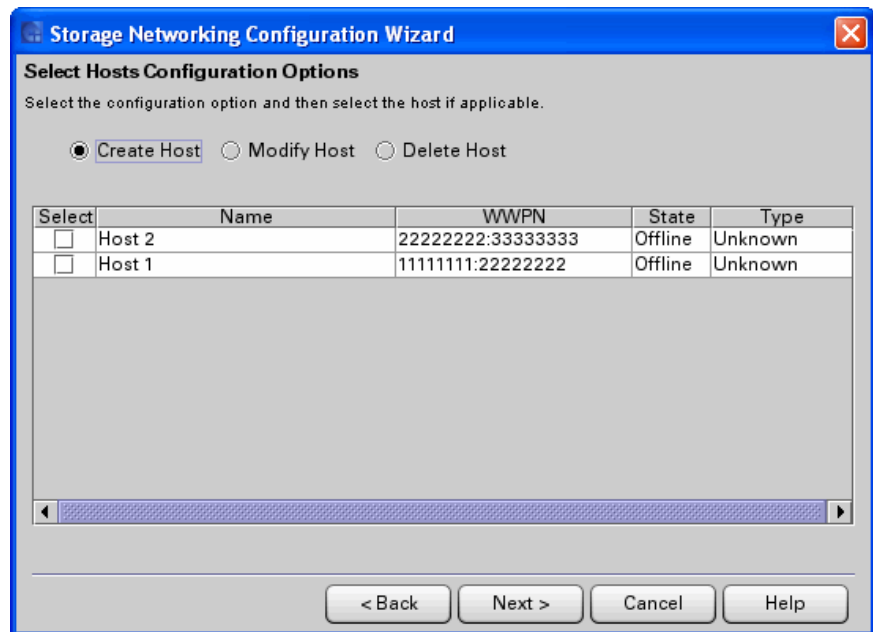 Storage Networking Configuration Wizard
Select Hosts Configuration Options
Select the configuration option and then select the host if applicable.
Create Host Modify Host Delete Host
Select Name WWPN State Type
Host 2 22222222:33333333 Offline Unknown
Host 1 11111111:22222222 Offline Unknown
< Back Next > Cancel Help